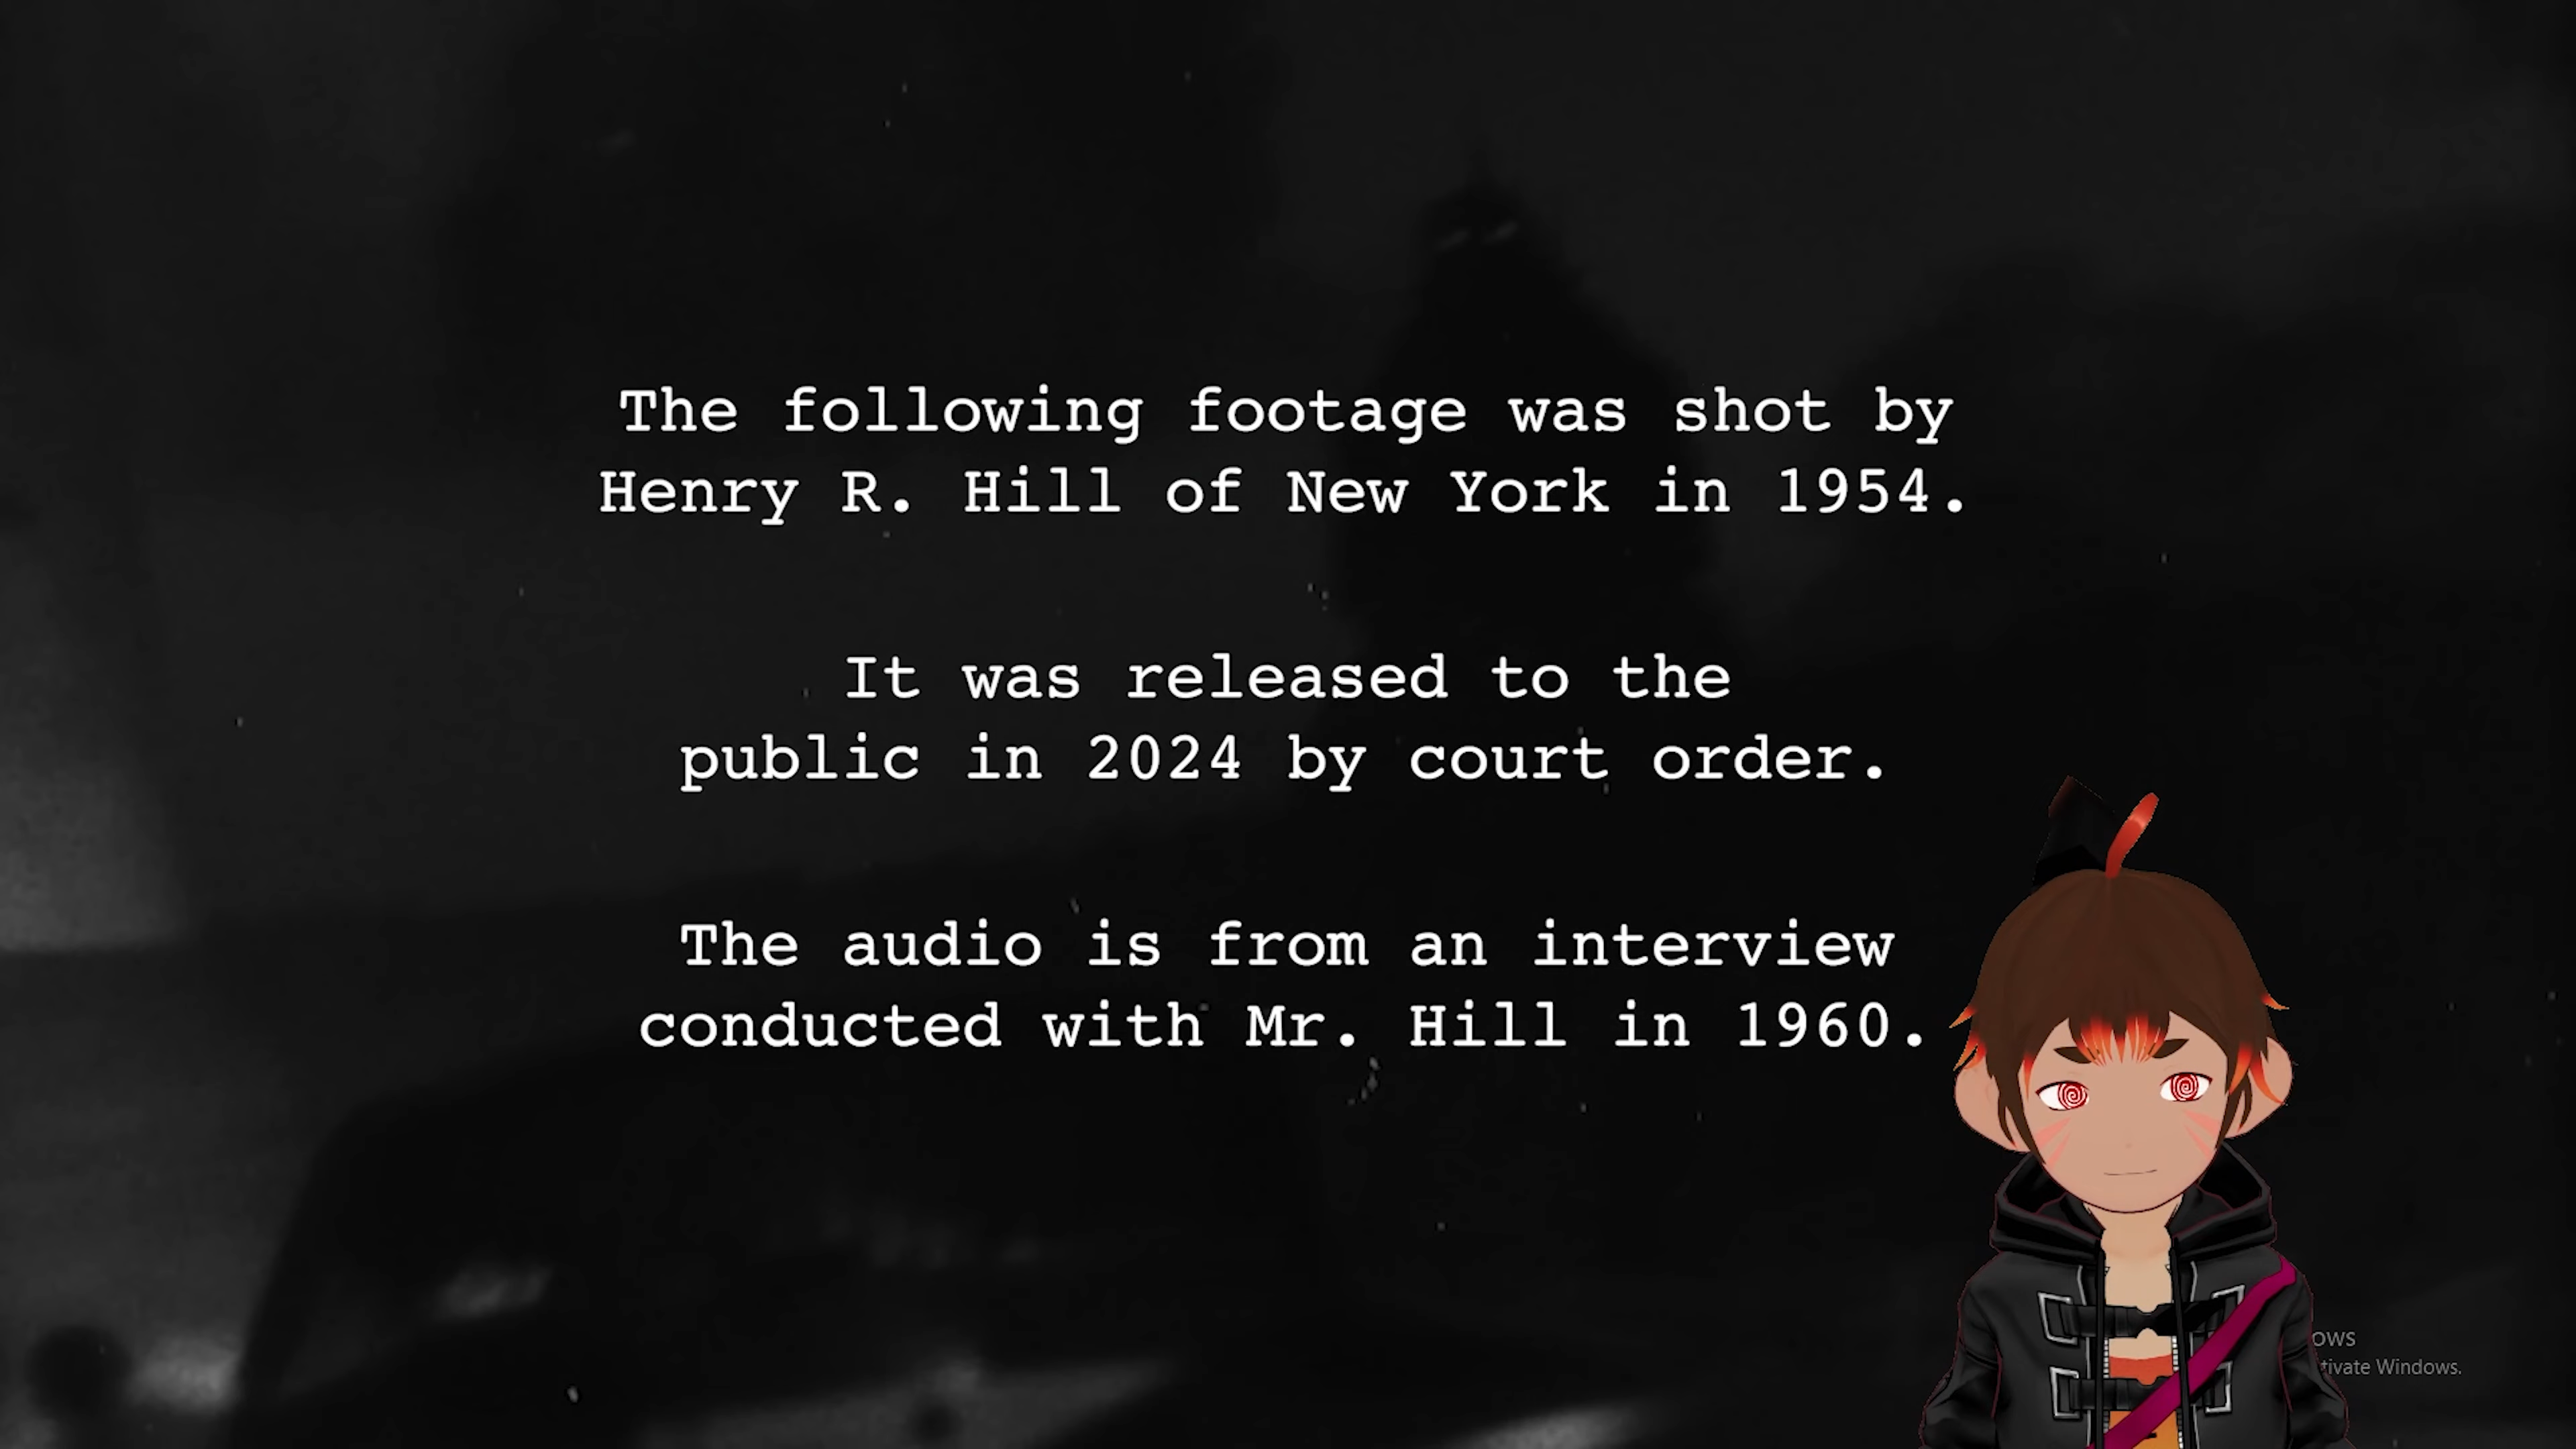 The following footage was shot by
Henry R. Hill of New York in 1954.
It was released to the
public in 2024 by court order.
The audio is from an interview
conducted with Mr. Hill in 1960.
ows
tivate Windows.